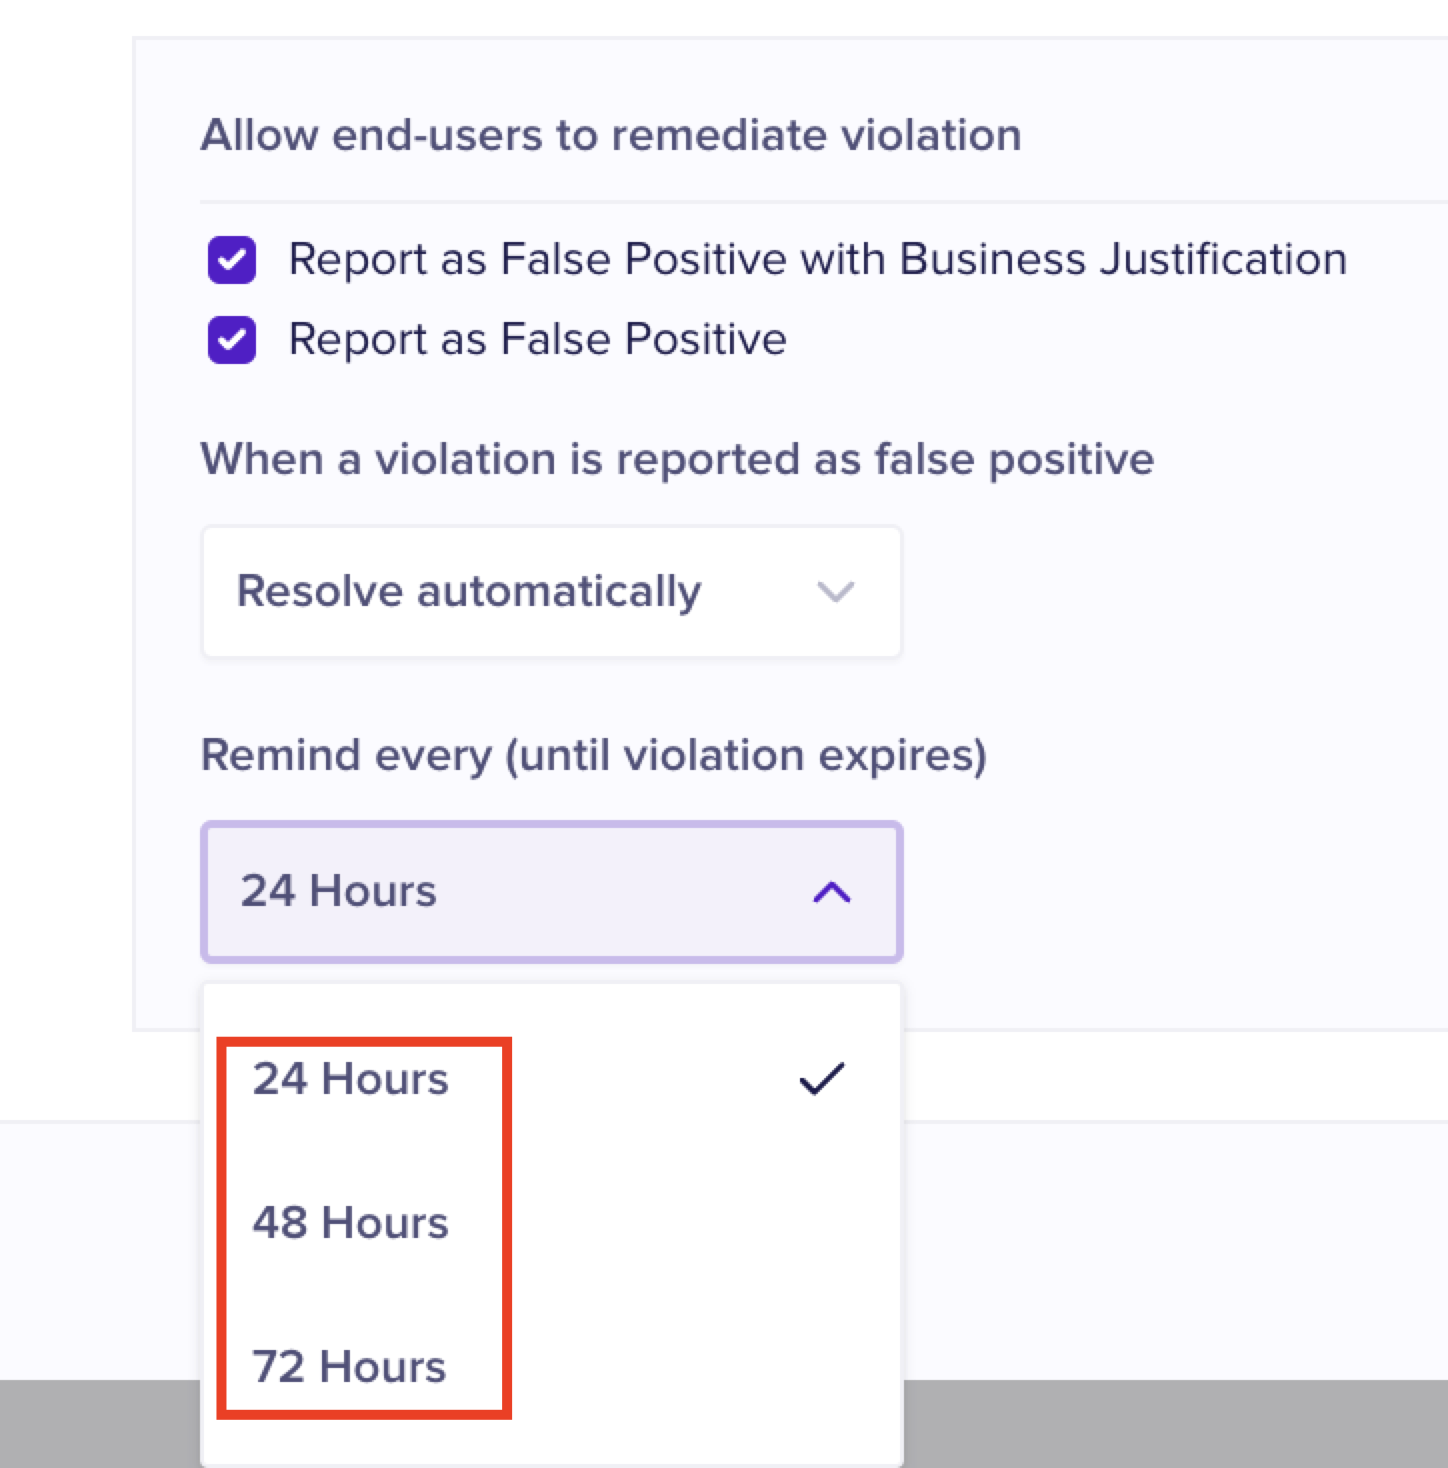 Allow end-users to remediate violation
Report as False Positive with Business Justification
Report as False Positive
When a violation is reported as false positive
Resolve automatically
Remind every (until violation expires)
24 Hours
24 Hours
48 Hours
72 Hours